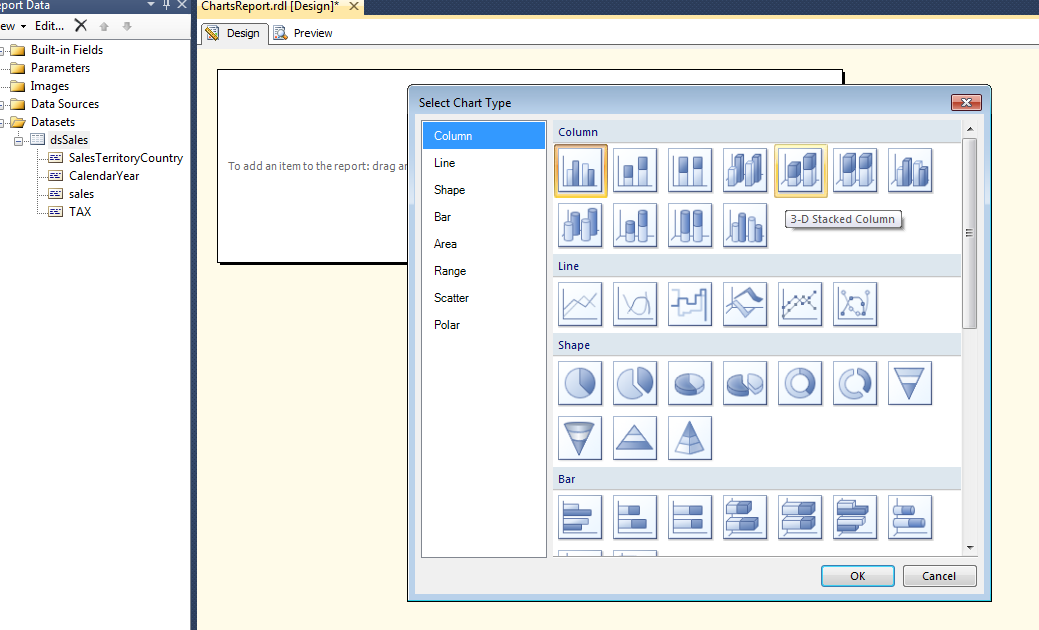 port Data
ew Edit...
Built-in Fields
Parameters
Images
Data Sources
Datasets
dsSales
SalesTerritoryCountry
CalendarYear
sales
TAX
ChartsReport.rdl [Design]*
Design Preview
To add an item to the report: drag an
Select Chart Type
Column
Line
Shape
Bar
Area
Range
Scatter
Polar
Column
3-D Stacked Column
Line
Shape
Bar
OK Cancel